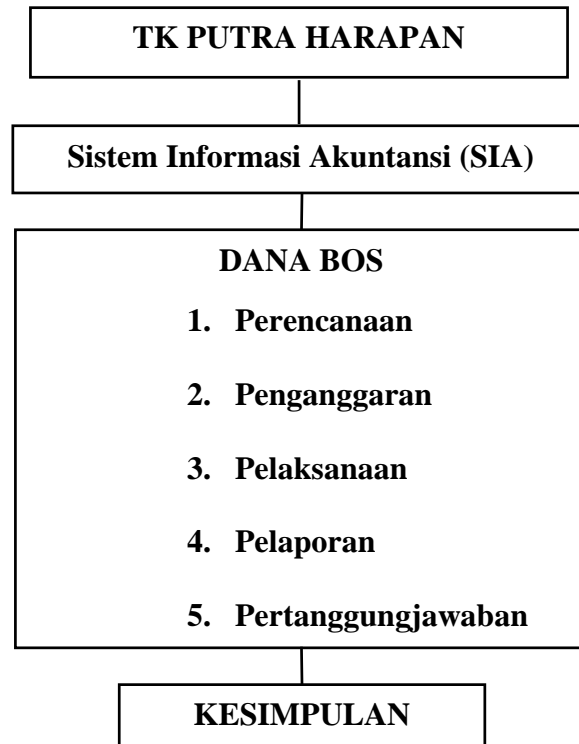 TK PUTRA HARAPAN
Sistem Informasi Akuntansi (SIA)
DANA BOS
1. Perencanaan
2. Penganggaran
3. Pelaksanaan
4. Pelaporan
5. Pertanggungjawaban
KESIMPULAN